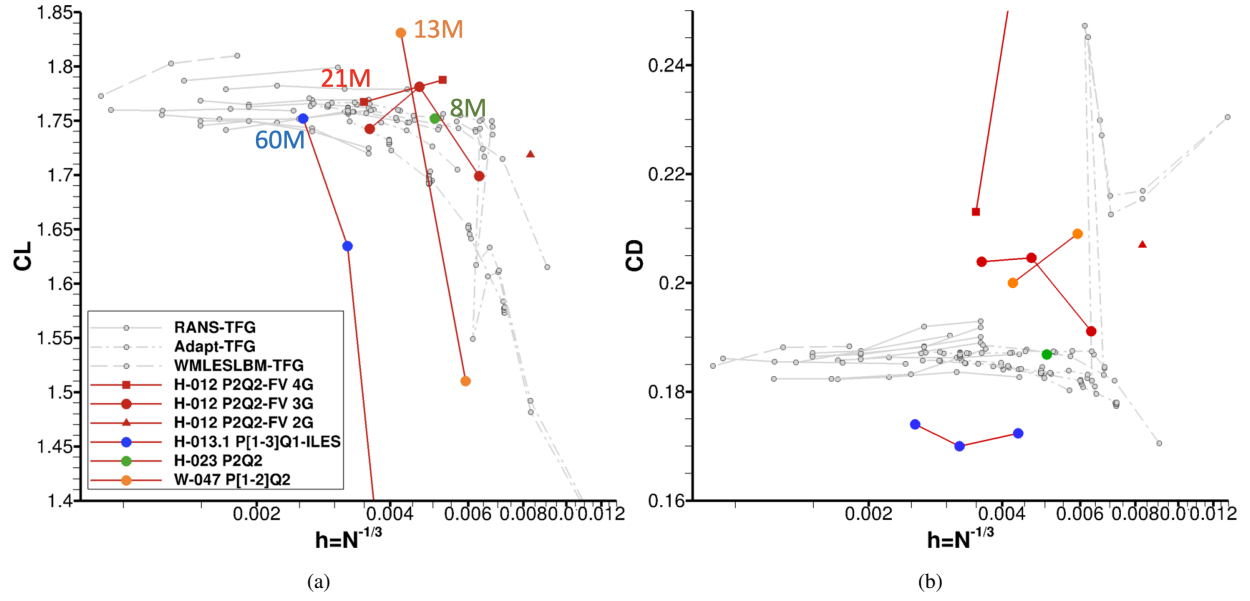 1.85
1.8
1.75
1.7
1.65
1.6
1.55
1.5
1.45
1.4
CL
13M
21M
8M
60M
RANS-TFG
Adapt-TFG
WMLESLBM-TFG
H-012 P2Q2-FV 4G
H-012 P2Q2-FV 3G
H-012 P2Q2-FV 2G
H-013.1 P[1-3]Q1-ILES
H-023 P2Q2
W-047 P[1-2]Q2
0.002 0.004 0.006 0.0080.0 0.012
h=N-1/3
(a)
0.24
0.22
0.2
0.18
0.16
CD
0.002 0.004 0.006 0.0080.0 0.012
h=N-1/3
(b)